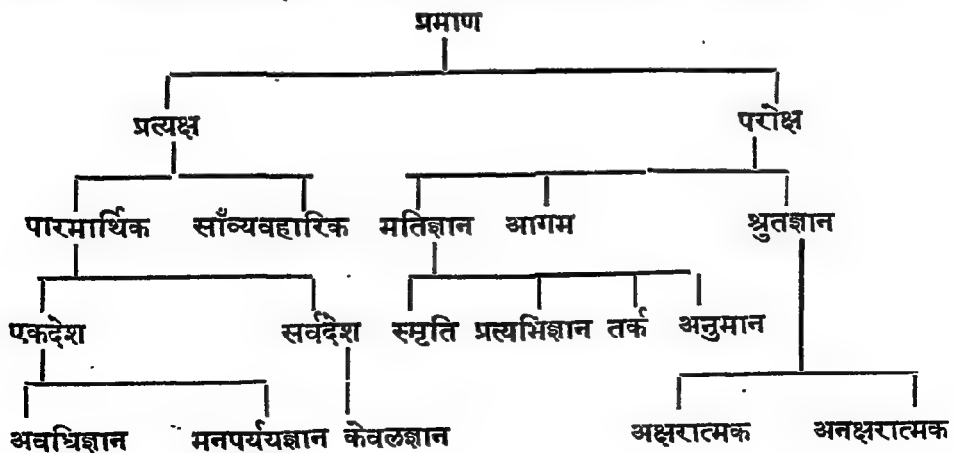 प्रमाण
प्रत्यक्ष परोक्ष
पारमार्थिक साँव्यवहारिक मतिज्ञान आगम श्रुतज्ञान
एकदेश सर्वदेश स्मृति प्रत्यभिज्ञान तर्क अनुमान
अवधिज्ञान मनपर्ययज्ञान केवलज्ञान अक्षरात्मक अनक्षरात्मक